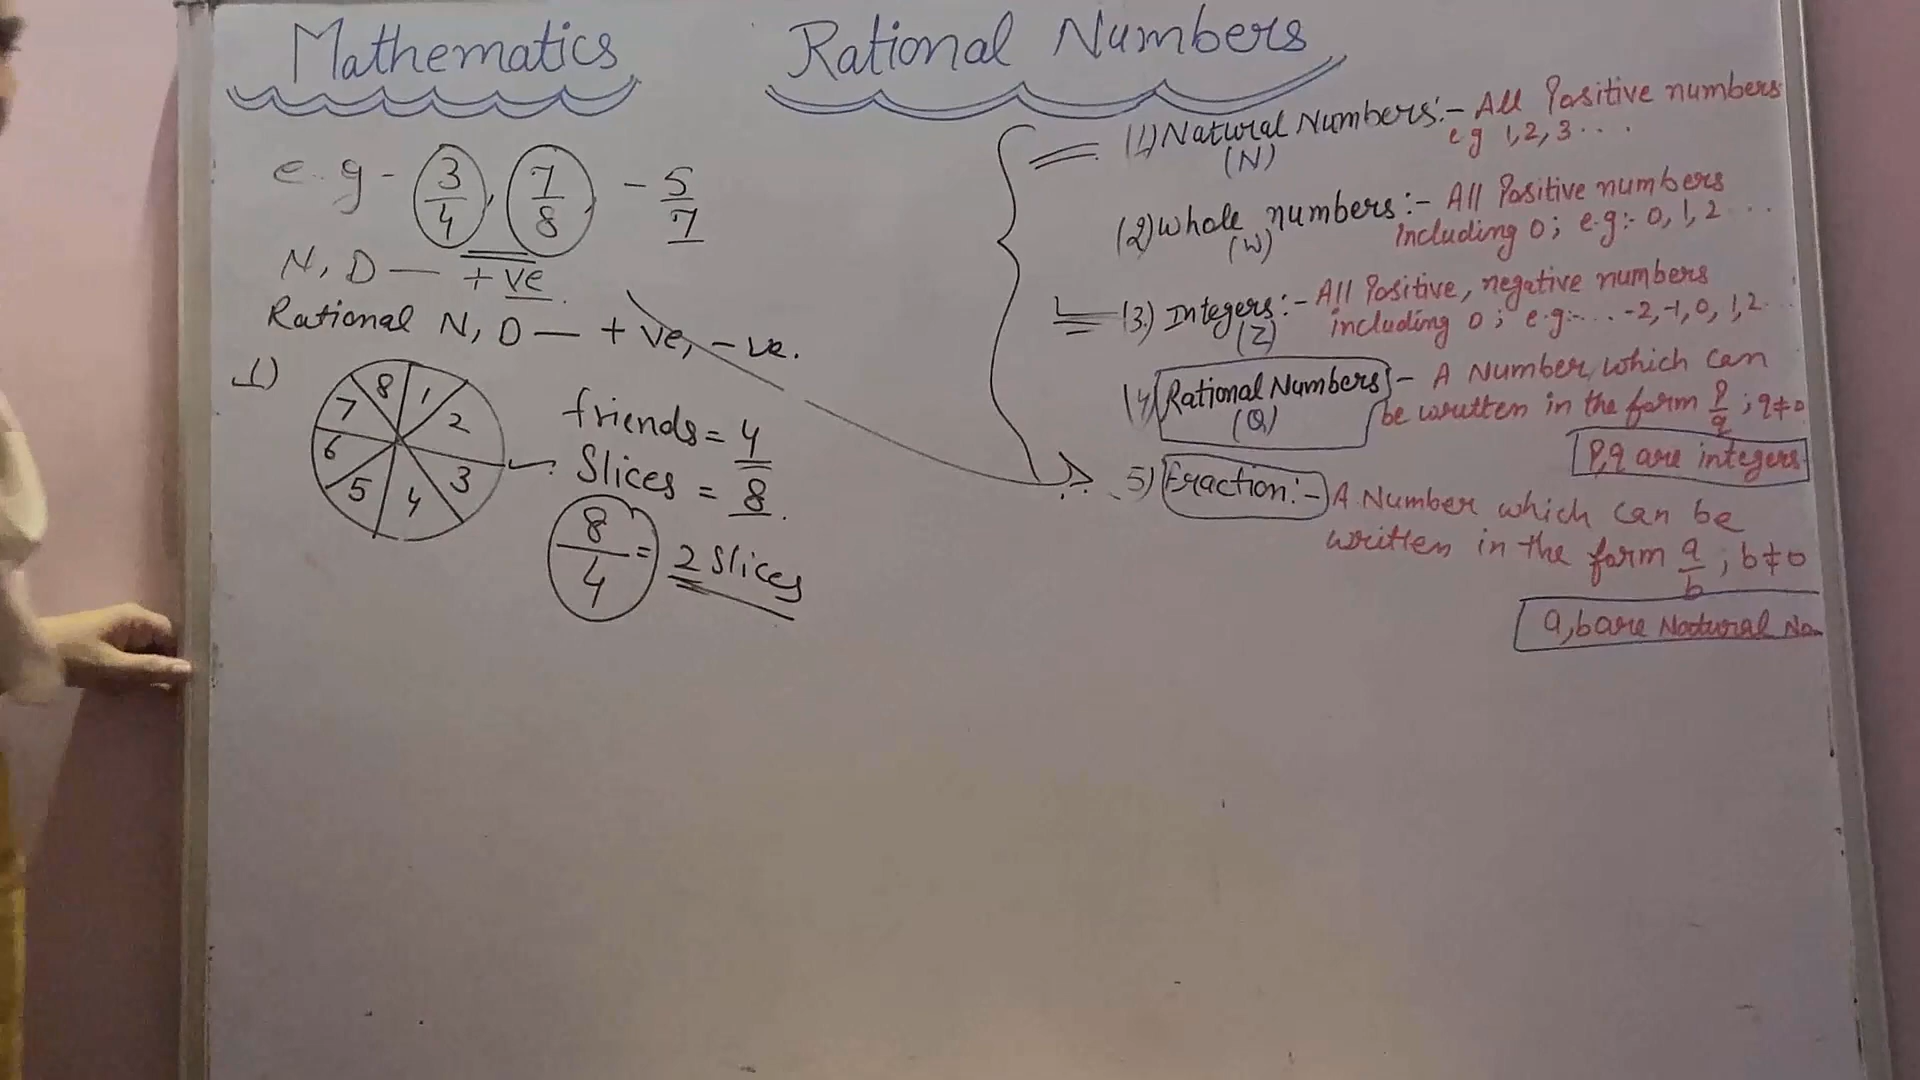 Mathematics
Rational Numbers
e.g - 3/4, 7/8 - 5/7
N, D — +ve
Rational N, D — + ve, - ve.
1)
1
2
3
4
5
6
7
8
friends = 4
Slices = 8
8/4 = 2 Slices
(1) Natural Numbers:- All Positive numbers
(N) e g 1, 2, 3 . . . .
(2) Whole numbers:- All Positive numbers
(W) including 0; e.g:- 0, 1, 2 ...
(3) Integers:- All Positive, negative numbers
(Z) including 0; e.g:-... -2, -1, 0, 1, 2...
(4) Rational Numbers - A Number which can
(Q) be written in the form p/q; q≠0
P,q are integers
5) Fraction:- A Number which can be
written in the form a/b; b≠0
a,b are Natural No